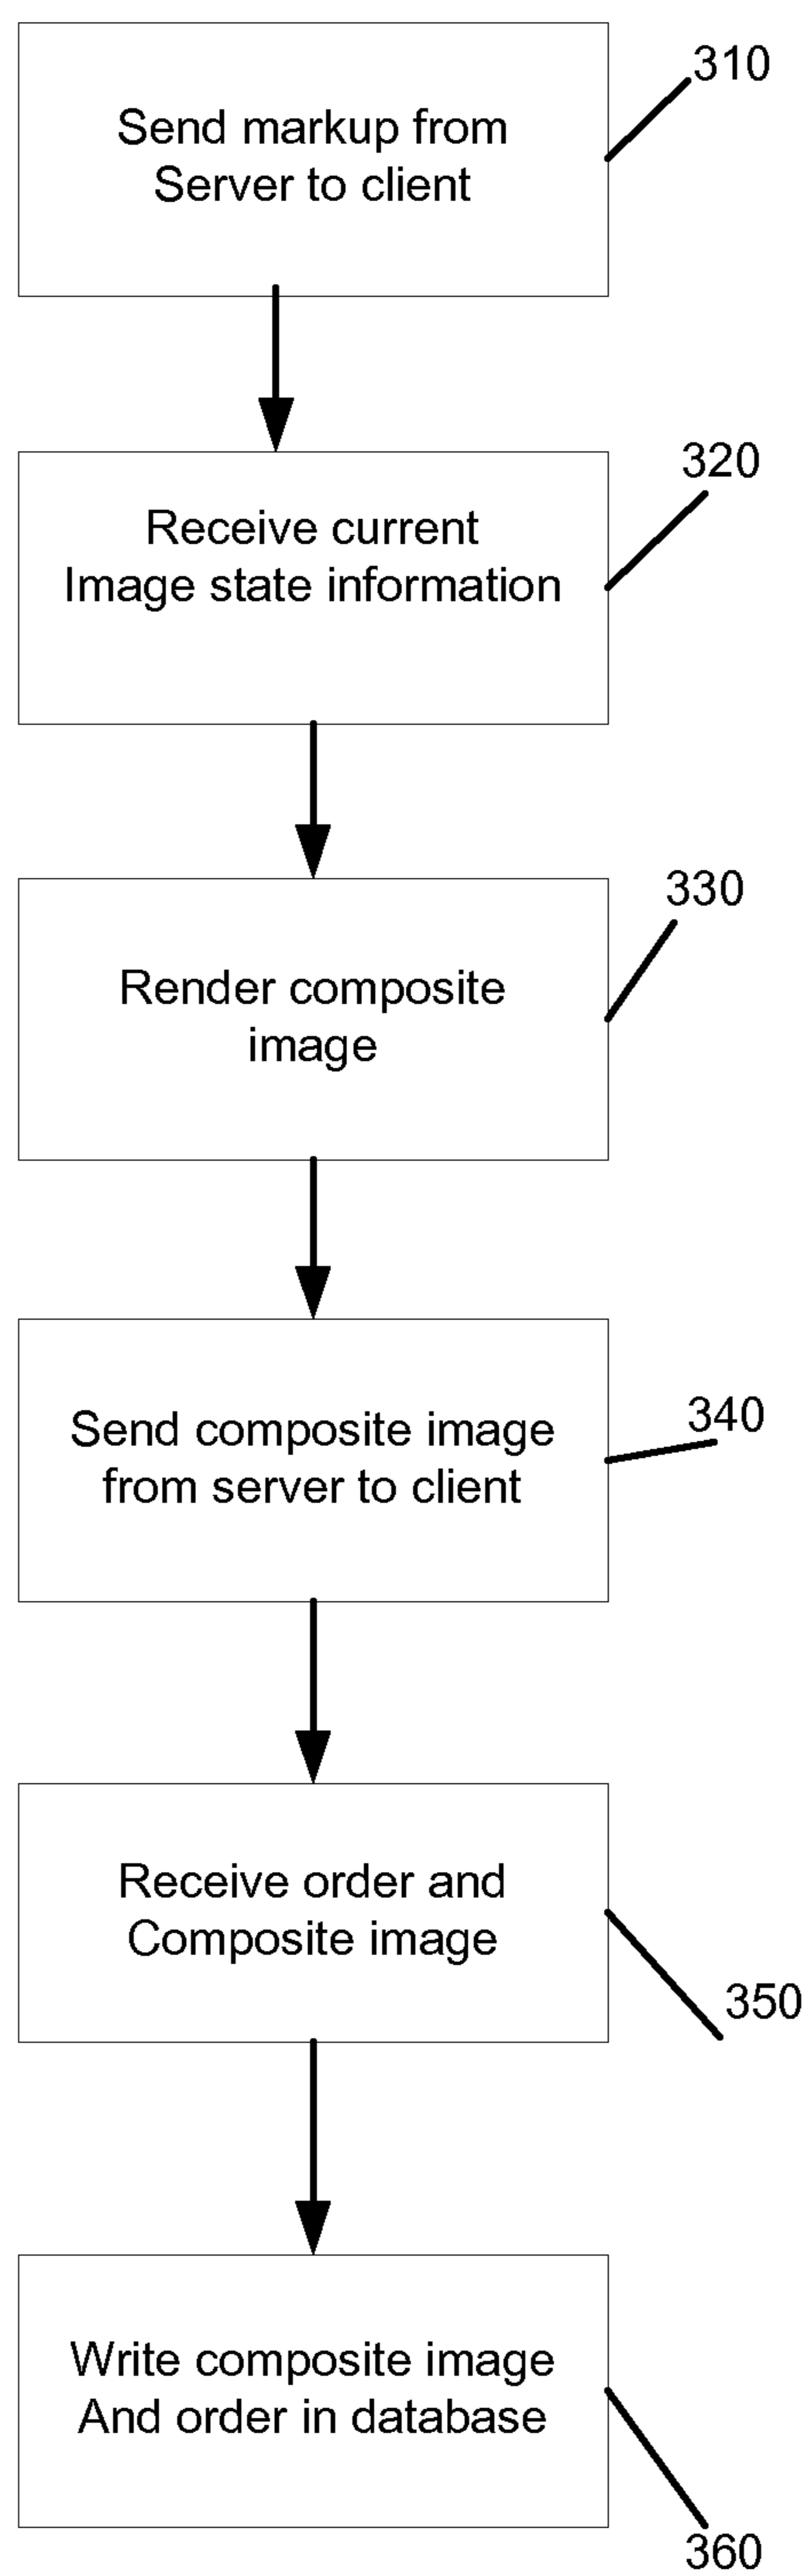 310
Send markup from
Server to client
320
Receive current
Image state information
330
Render composite
image
340
Send composite image
from server to client
Receive order and
Composite image
350
Write composite image
And order in database
360